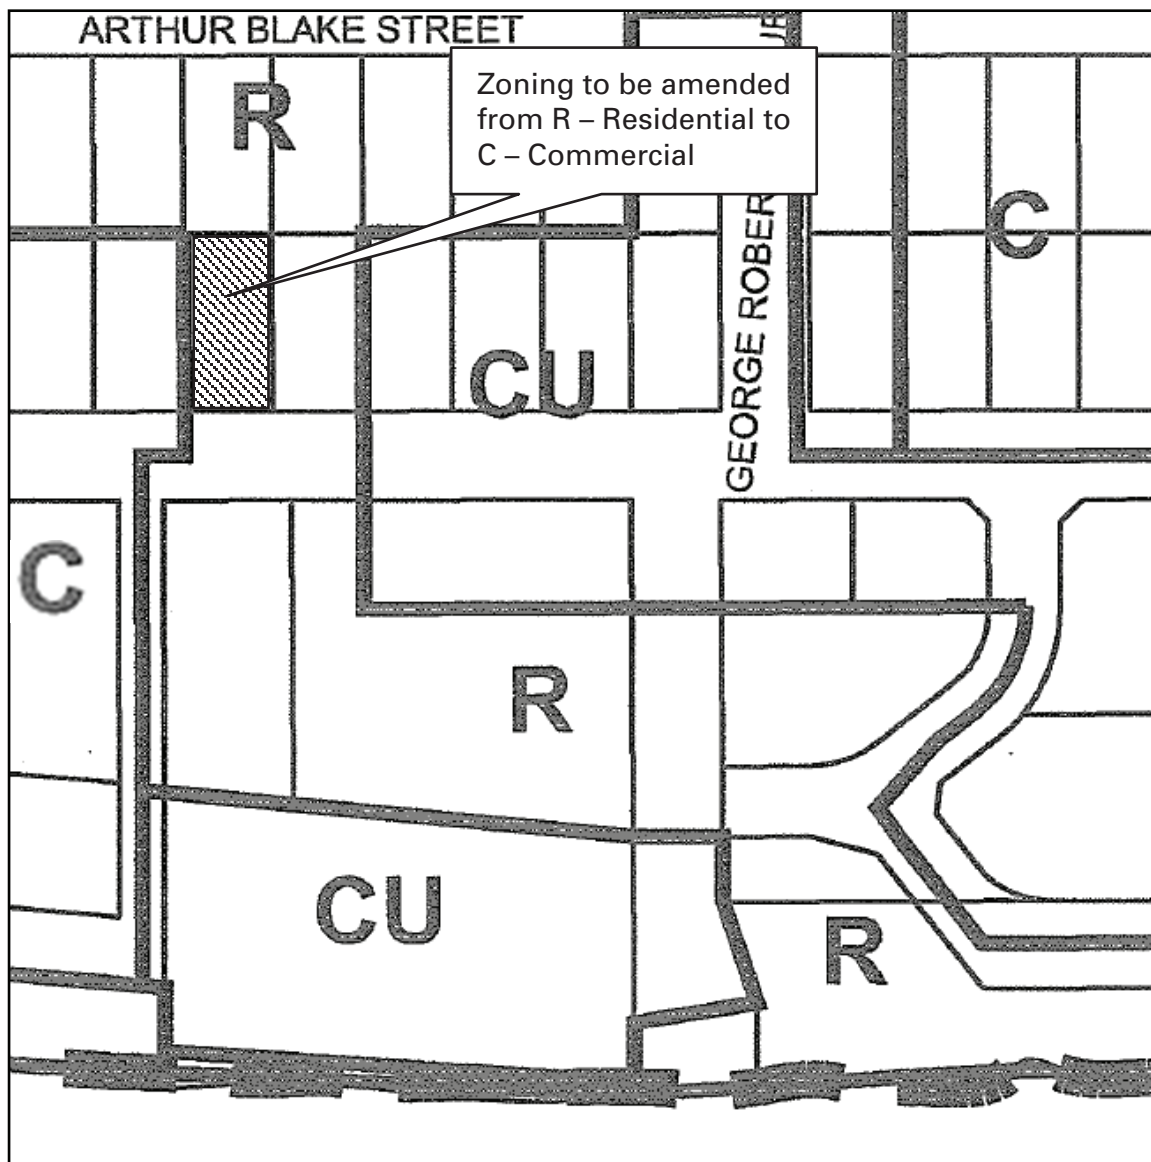 ARTHUR BLAKE STREET
R
Zoning to be amended
from R – Residential to
C – Commercial
C
GEORGE ROBER
CU
C
R
CU
R